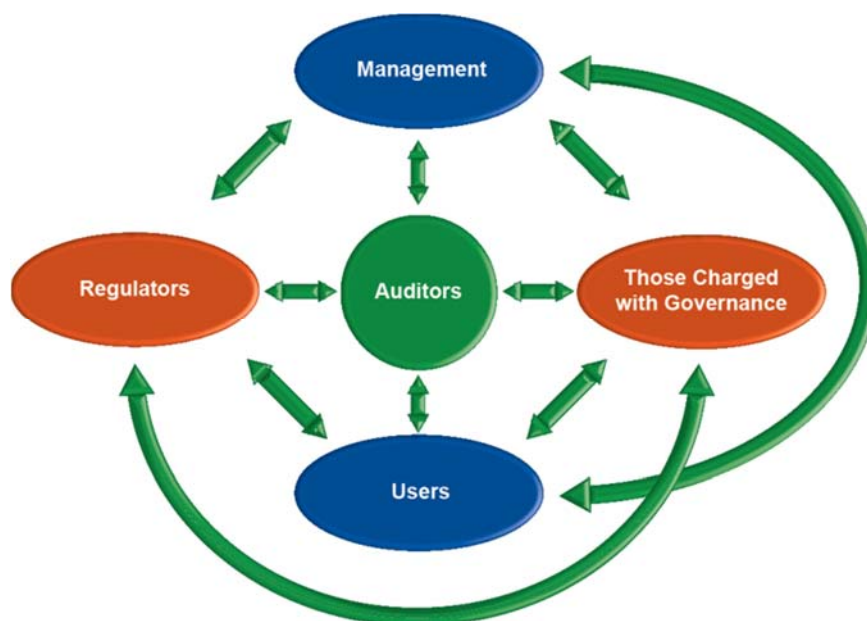 Management
Regulators
Auditors
Those Charged
with Governance
Users